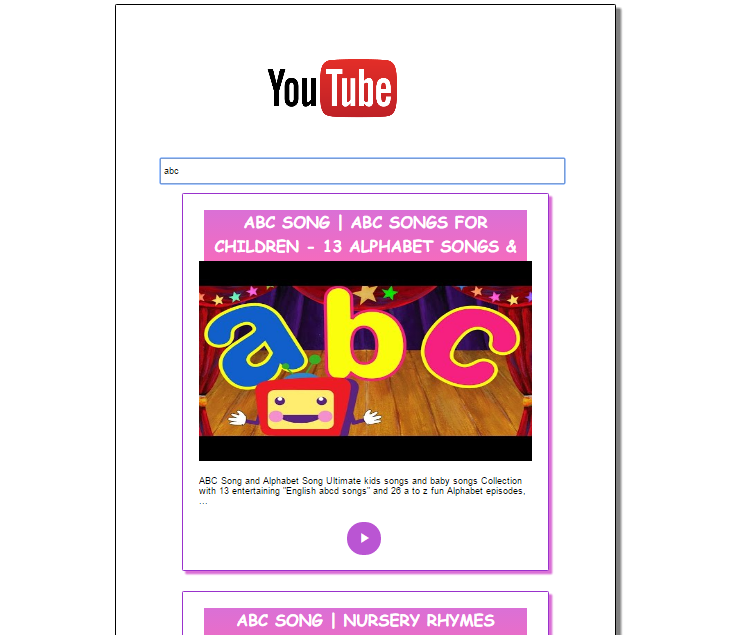 YouTube
abc
ABC SONG | ABC SONGS FOR
CHILDREN - 13 ALPHABET SONGS &
abc
ABC Song and Alphabet Song Ultimate kids songs and baby songs Collection
with 13 entertaining "English abcd songs" and 26 a to z fun Alphabet episodes,
...
ABC SONG | NURSERY RHYMES